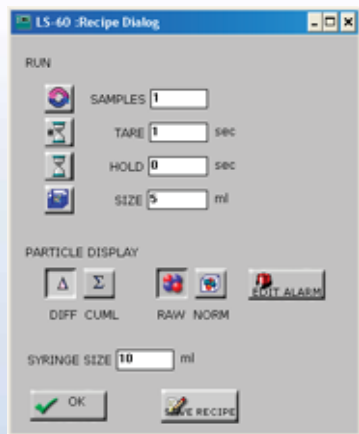 LS-60 :Recipe Dialog
RUN
SAMPLES 1
TARE 1 sec
HOLD 0 sec
SIZE 5 ml
PARTICLE DISPLAY
Δ Σ
DIFF CUML RAW NORM EDIT ALARM
SYRINGE SIZE 10 ml
OK SAVE RECIPE